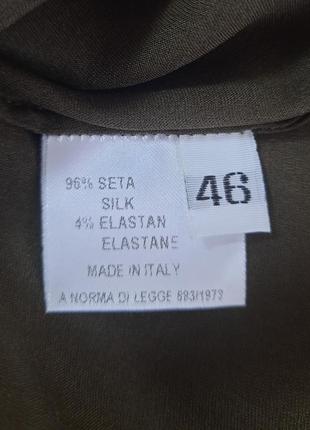 96% SETA
SILK
4% ELASTAN
ELASTANE
MADE IN ITALY
A NORMA DI LEGGE 883/1973
46